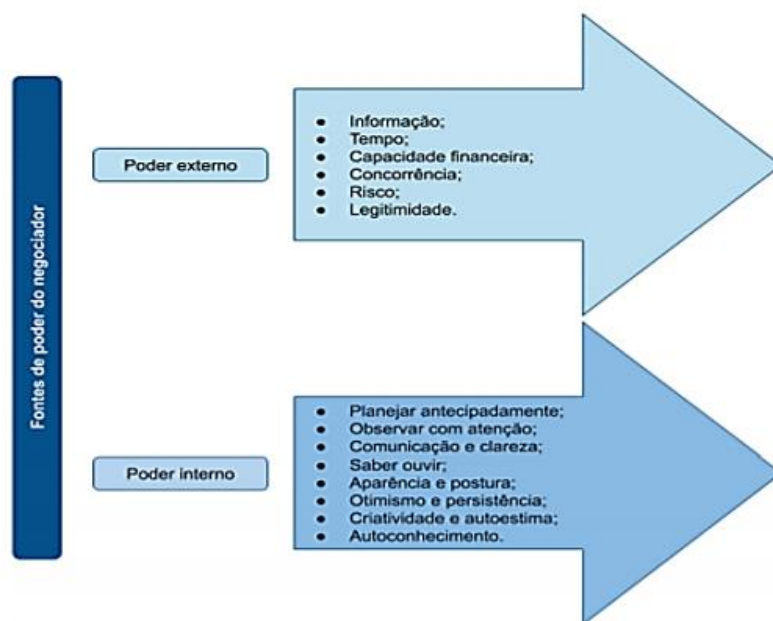 Fontes de poder do negociador
Poder externo
● Informação;
● Tempo;
● Capacidade financeira;
● Concorrência;
● Risco;
● Legitimidade.
Poder interno
● Planejar antecipadamente;
● Observar com atenção;
● Comunicação e clareza;
● Saber ouvir;
● Aparência e postura;
● Otimismo e persistência;
● Criatividade e autoestima;
● Autoconhecimento.